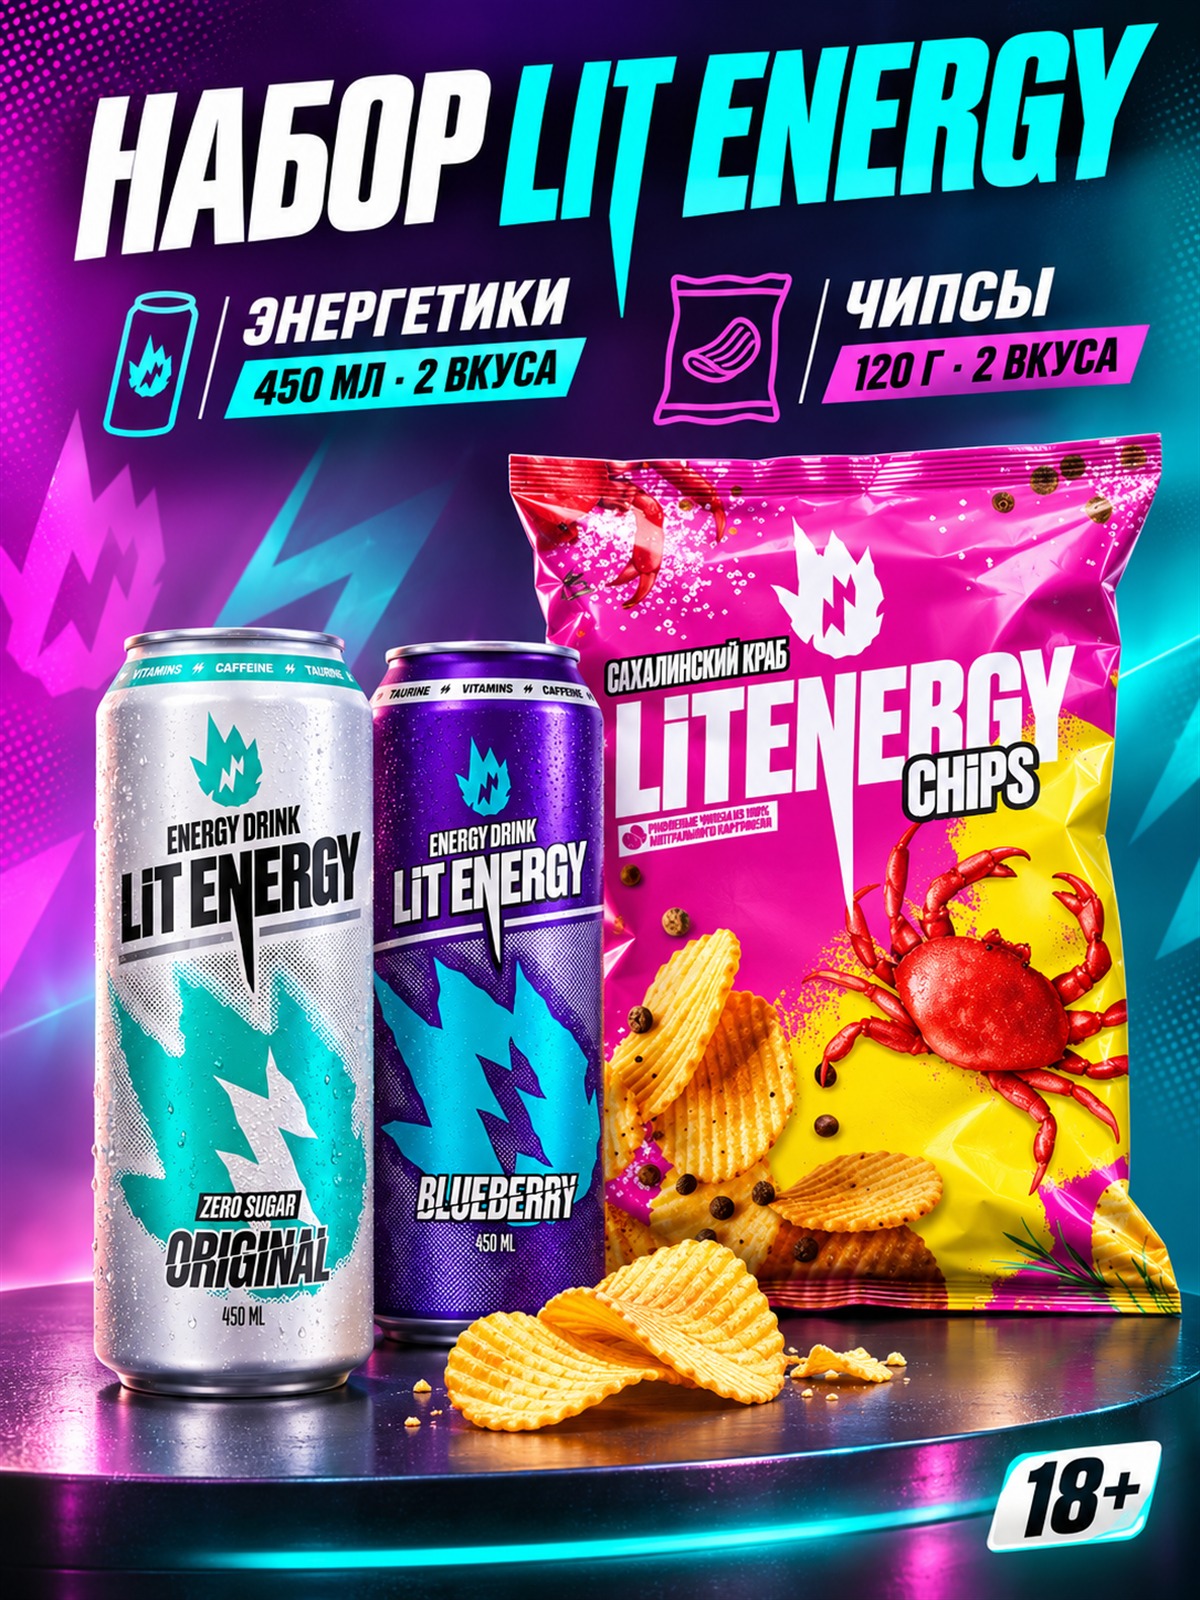 НАБОР LIT ENERGY
ЭНЕРГЕТИКИ
450 МЛ · 2 ВКУСА
ЧИПСЫ
120 Г · 2 ВКУСА
VITAMINS CAFFEINE TAURINE
ENERGY DRINK
LiT ENERGY
ZERO SUGAR
ORIGINAL
450 ML
TAURINE VITAMINS CAFFEINE
ENERGY DRINK
LiT ENERGY
BLUEBERRY
450 ML
САХАЛИНСКИЙ КРАБ
LiTENERGY
CHiPS
ИЗ 100%
18+